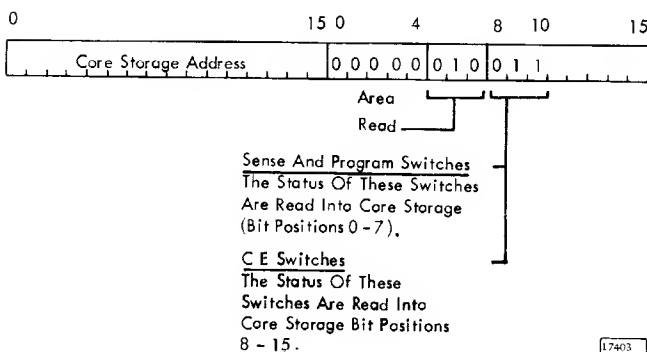 0 15 0 4 8 10 15
Core Storage Address 0 0 0 0 0 0 1 0 0 1 1
Area
Read
Sense And Program Switches
The Status Of These Switches
Are Read Into Core Storage
(Bit Positions 0 - 7).
C E Switches
The Status Of These
Switches Are Read Into
Core Storage Bit Positions
8 - 15.
17403